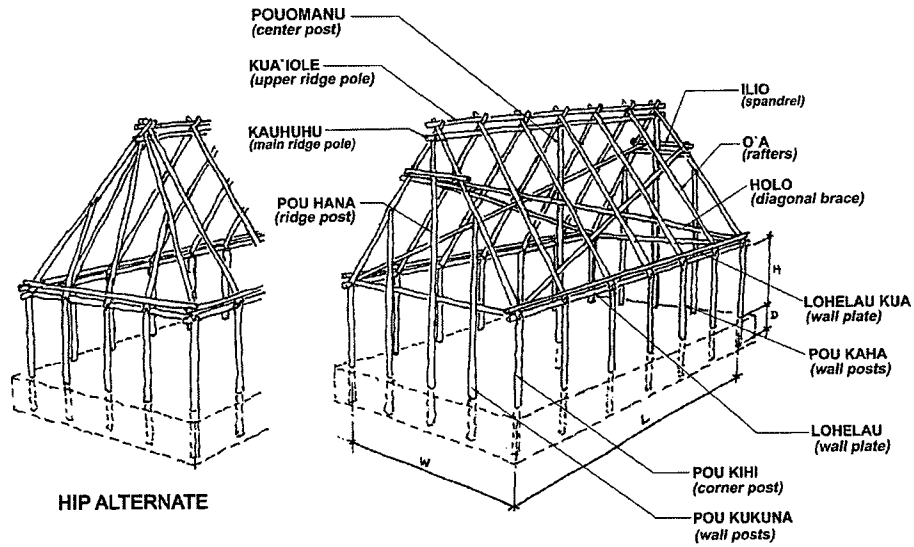 POUOMANU
(center post)
KUA`IOLE
(upper ridge pole)
KAUHUHU
(main ridge pole)
POU HANA
(ridge post)
ILIO
(spandrel)
O`A
(rafters)
HOLO
(diagonal brace)
H
D
LOHELAU KUA
(wall plate)
POU KAHA
(wall posts)
LOHELAU
(wall plate)
L
W
POU KIHI
(corner post)
POU KUKUNA
(wall posts)
HIP ALTERNATE